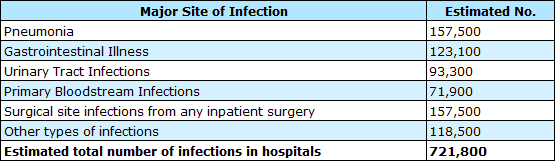 Major Site of Infection Estimated No.
Pneumonia 157,500
Gastrointestinal Illness 123,100
Urinary Tract Infections 93,300
Primary Bloodstream Infections 71,900
Surgical site infections from any inpatient surgery 157,500
Other types of infections 118,500
Estimated total number of infections in hospitals 721,800